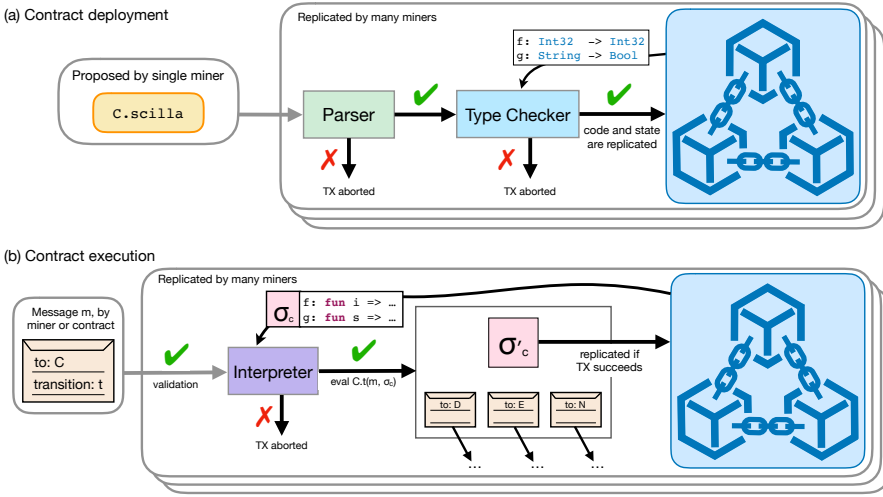 (a) Contract deployment
Replicated by many miners
Proposed by single miner
C.scilla
f: Int32 -> Int32
g: String -> Bool
Parser
Type Checker
code and state
are replicated
TX aborted
TX aborted
(b) Contract execution
Replicated by many miners
Message m, by
miner or contract
to: C
transition: t
validation
σc
f: fun i => …
g: fun s => …
Interpreter
eval C.t(m, σc)
TX aborted
σ′c
replicated if
TX succeeds
to: D
to: E
to: N
...
...
...